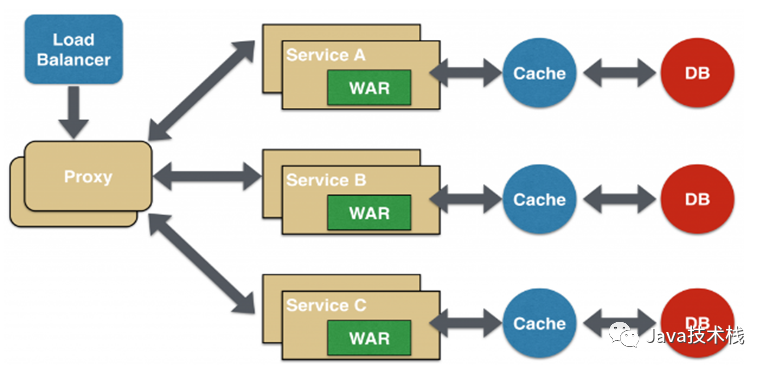 Load
Balancer
Proxy
Service A
WAR
Cache
DB
Service B
WAR
Cache
DB
Service C
WAR
Cache
DB
Java技术栈